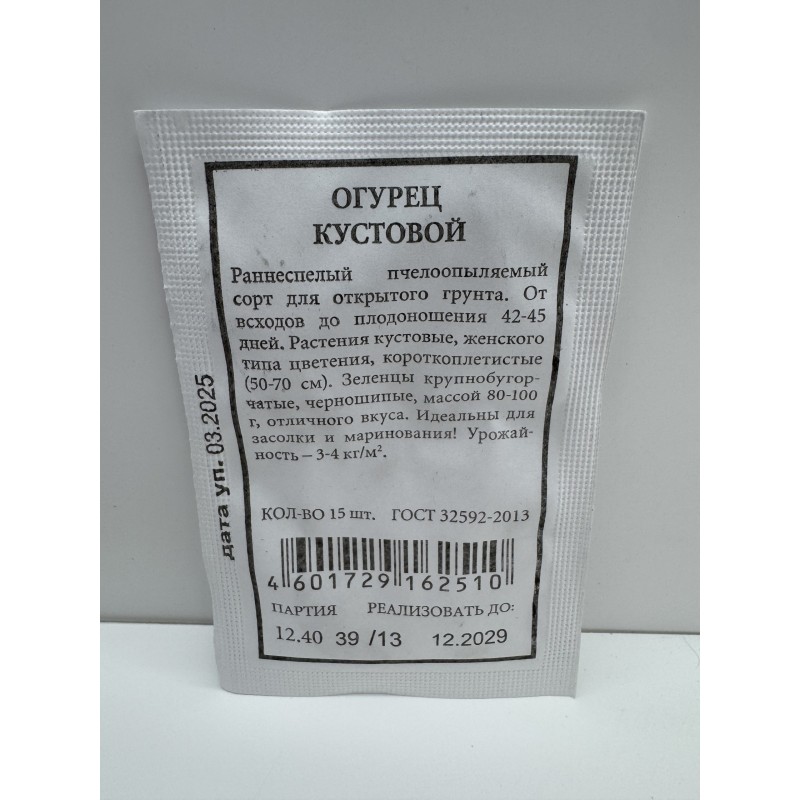 ОГУРЕЦ
КУСТОВОЙ
Раннеспелый пчелоопыляемый
сорт для открытого грунта. От
всходов до плодоношения 42-45
дней. Растения кустовые, женского
типа цветения, короткоплетистые
(50-70 см). Зеленцы крупнобугор-
чатые, черношипые, массой 80-100
г, отличного вкуса. Идеальны для
засолки и маринования! Урожай-
ность – 3-4 кг/м².
КОЛ-ВО 15 шт. ГОСТ 32592-2013
4 601729 162510
ПАРТИЯ РЕАЛИЗОВАТЬ ДО:
12.40 39 /13 12.2029
дата уп. 03.2025